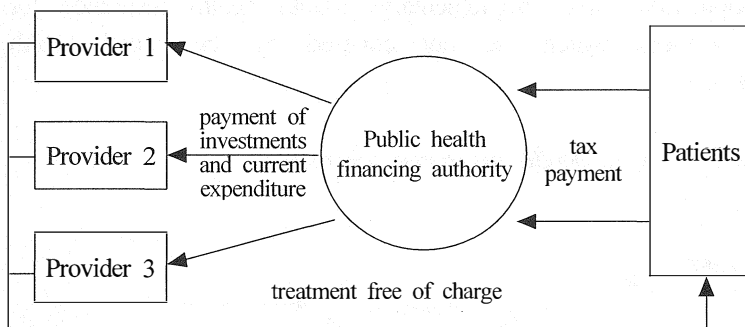 Provider 1
payment of
investments
and current
expenditure
Provider 2
Public health
financing authority
tax
payment
Patients
Provider 3
treatment free of charge